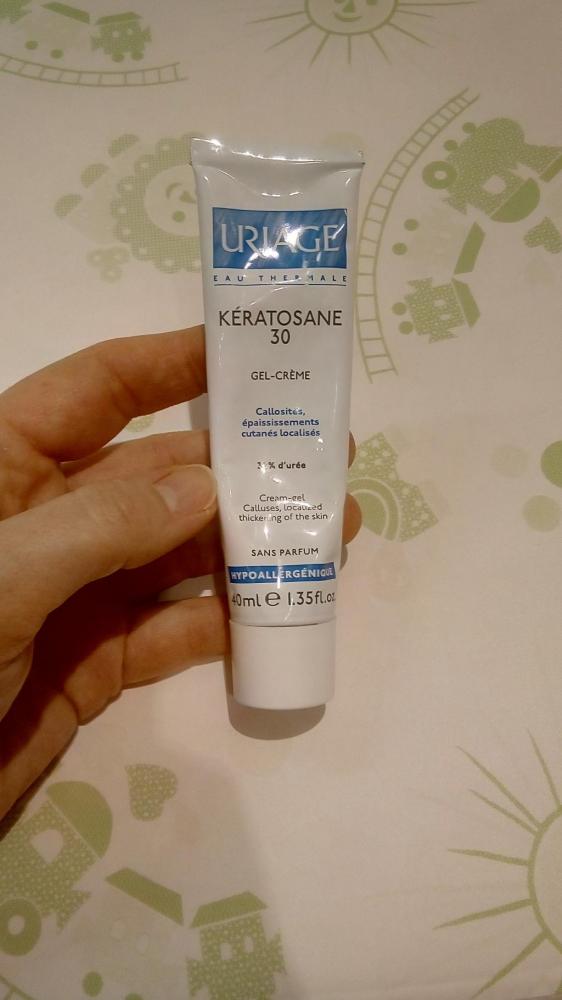 URIAGE
EAU THERMALE
KÉRATOSANE
30
GEL-CRÈME
Callosités,
épaississements
cutanés localisés
% d'urée
Cream-gel
Calluses, localized
thickening of the skin
SANS PARFUM
HYPOALLERGÉNIQUE
40ml e 1.35fl.oz